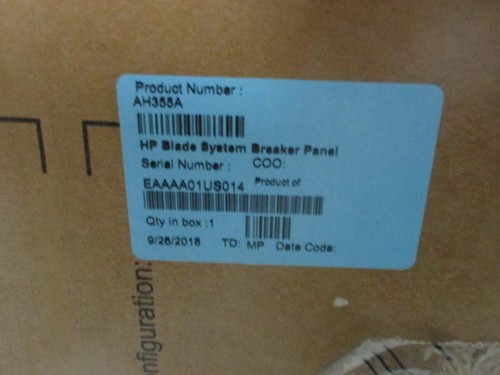 Product Number :
AH355A
HP Blade System Breaker Panel
Serial Number : COO:
EAAAA01US014 Product of
Qty in box :1
9/26/2016 TD: MP Date Code:
nfiguration: